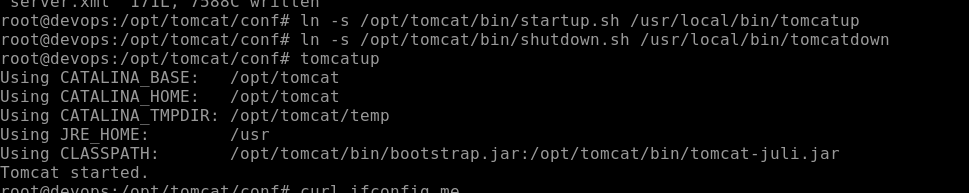 server.xml" 171L, 7588C written
root@devops:/opt/tomcat/conf# ln -s /opt/tomcat/bin/startup.sh /usr/local/bin/tomcatup
root@devops:/opt/tomcat/conf# ln -s /opt/tomcat/bin/shutdown.sh /usr/local/bin/tomcatdown
root@devops:/opt/tomcat/conf# tomcatup
Using CATALINA_BASE:   /opt/tomcat
Using CATALINA_HOME:   /opt/tomcat
Using CATALINA_TMPDIR: /opt/tomcat/temp
Using JRE_HOME:        /usr
Using CLASSPATH:       /opt/tomcat/bin/bootstrap.jar:/opt/tomcat/bin/tomcat-juli.jar
Tomcat started.
root@devops:/opt/tomcat/conf# curl ifconfig.me